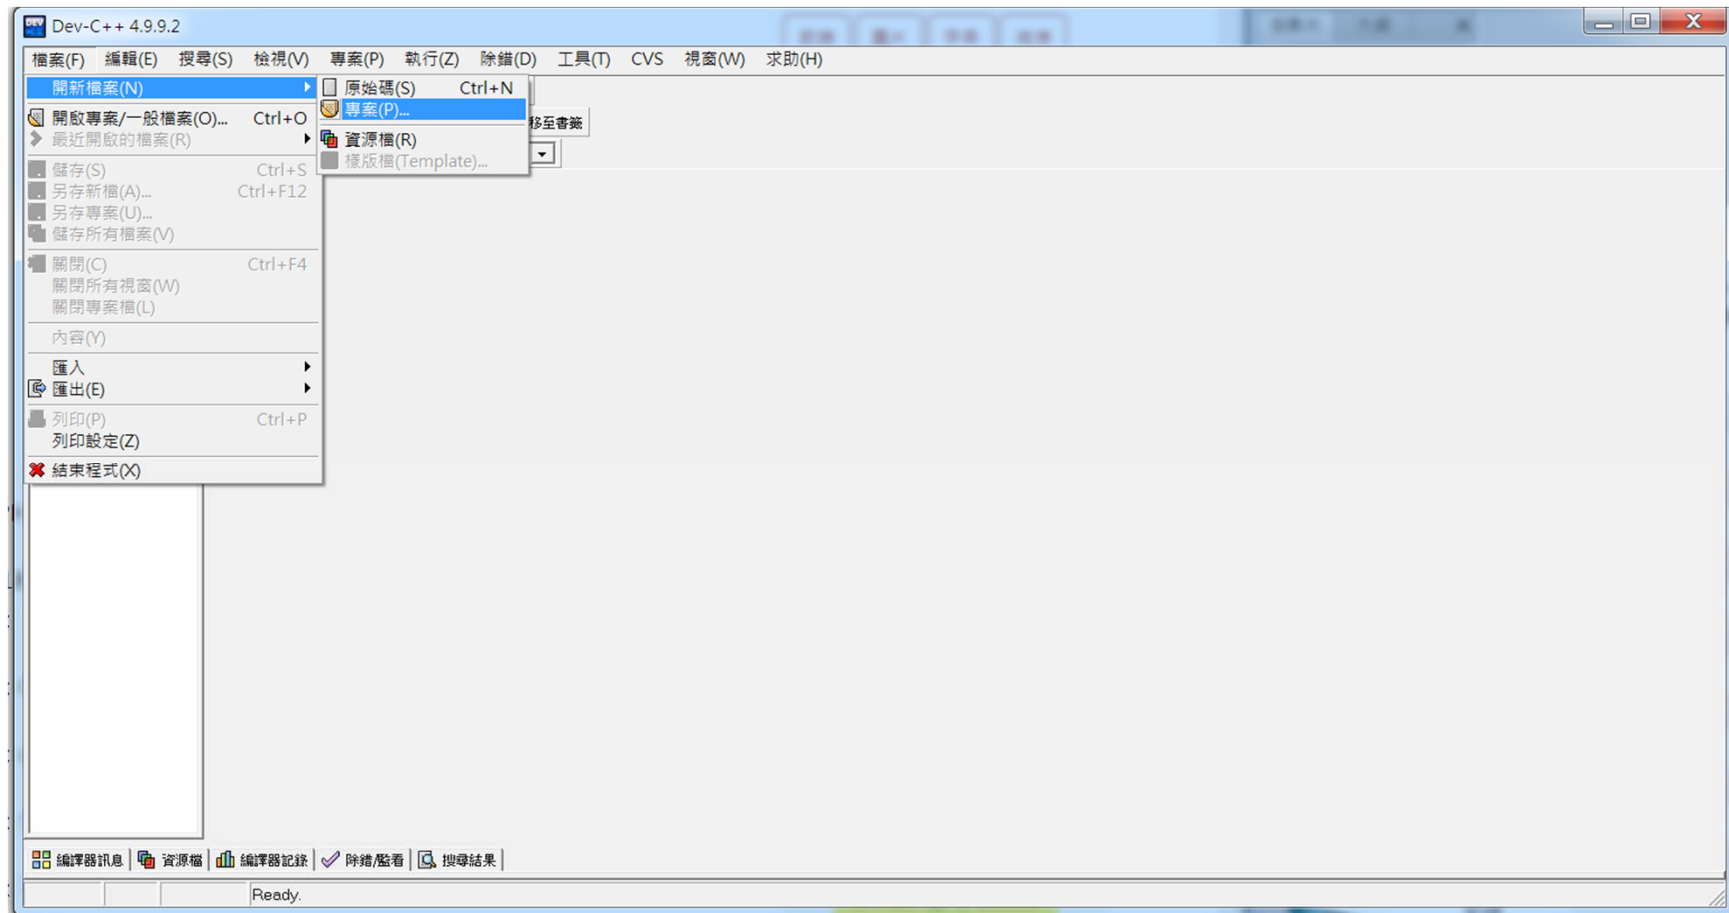 Dev-C++ 4.9.9.2
檔案(F) 編輯(E) 搜尋(S) 檢視(V) 專案(P) 執行(Z) 除錯(D) 工具(T) CVS 視窗(W) 求助(H)
開新檔案(N)
原始碼(S) Ctrl+N
專案(P)...
開啟專案/一般檔案(O)... Ctrl+O
移至書籤
最近開啟的檔案(R)
資源檔(R)
樣版檔(Template)...
儲存(S) Ctrl+S
另存新檔(A)... Ctrl+F12
另存專案(U)...
儲存所有檔案(V)
關閉(C) Ctrl+F4
關閉所有視窗(W)
關閉專案檔(L)
內容(Y)
匯入
匯出(E)
列印(P) Ctrl+P
列印設定(Z)
結束程式(X)
編譯器訊息 資源檔 編譯器記錄 除錯/監看 搜尋結果
Ready.